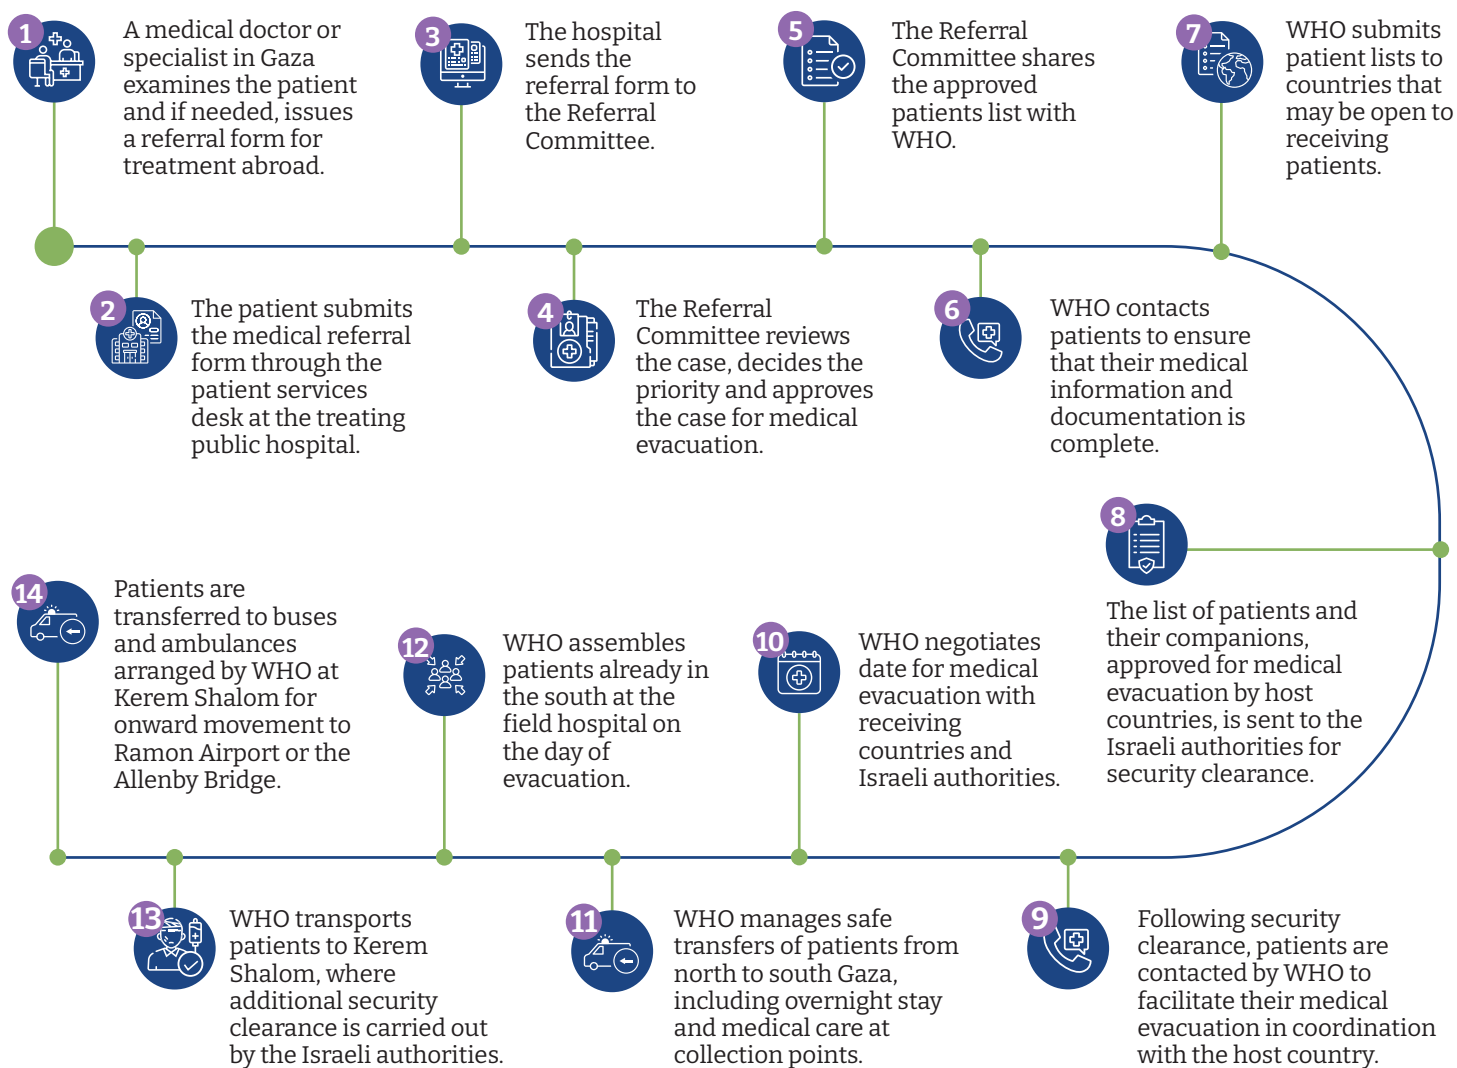 1
A medical doctor or
specialist in Gaza
examines the patient
and if needed, issues
a referral form for
treatment abroad.
2
The patient submits
the medical referral
form through the
patient services
desk at the treating
public hospital.
3
The hospital
sends the
referral form to
the Referral
Committee.
4
The Referral
Committee reviews
the case, decides the
priority and approves
the case for medical
evacuation.
5
The Referral
Committee shares
the approved
patients list with
WHO.
6
WHO contacts
patients to ensure
that their medical
information and
documentation is
complete.
7
WHO submits
patient lists to
countries that
may be open to
receiving
patients.
8
The list of patients and
their companions,
approved for medical
evacuation by host
countries, is sent to the
Israeli authorities for
security clearance.
9
Following security
clearance, patients are
contacted by WHO to
facilitate their medical
evacuation in coordination
with the host country.
10
WHO negotiates
date for medical
evacuation with
receiving
countries and
Israeli authorities.
11
WHO manages safe
transfers of patients from
north to south Gaza,
including overnight stay
and medical care at
collection points.
12
WHO assembles
patients already in
the south at the
field hospital on
the day of
evacuation.
13
WHO transports
patients to Kerem
Shalom, where
additional security
clearance is carried out
by the Israeli authorities.
14
Patients are
transferred to buses
and ambulances
arranged by WHO at
Kerem Shalom for
onward movement to
Ramon Airport or the
Allenby Bridge.